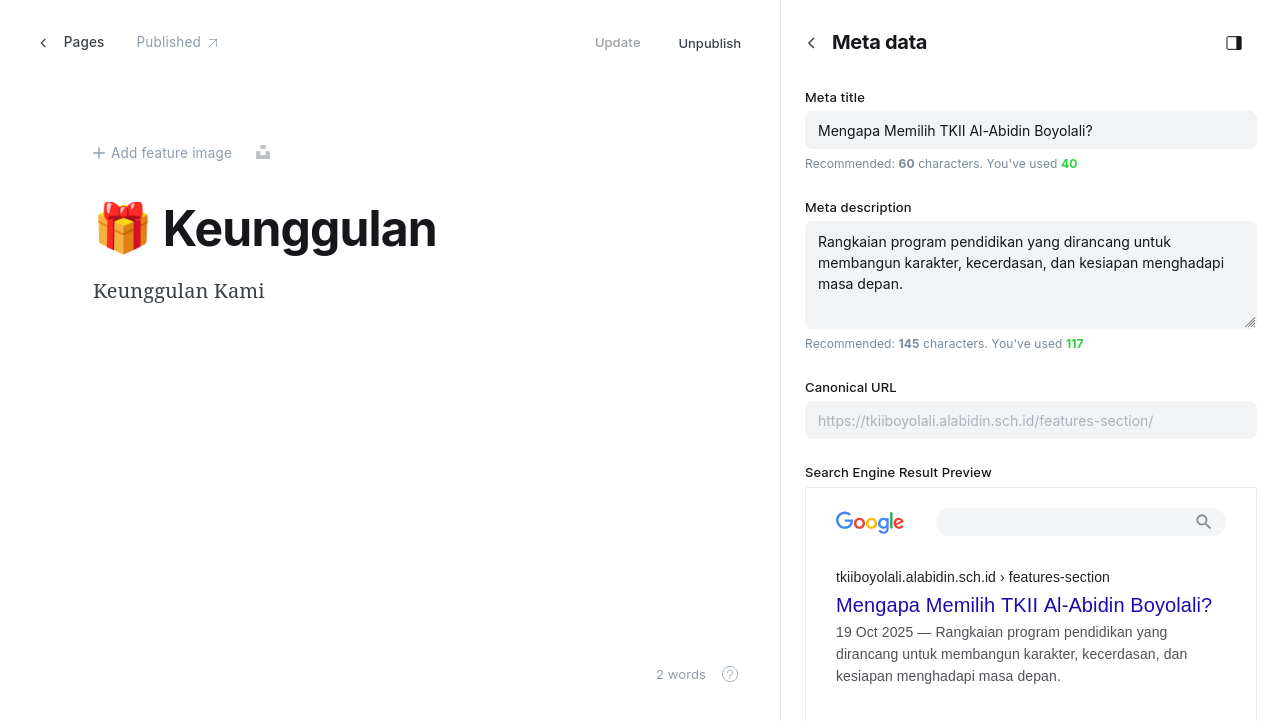 Pages
Published
Update
Unpublish
Add feature image
🎁 Keunggulan
Keunggulan Kami
2 words
Meta data
Meta title
Mengapa Memilih TKII Al-Abidin Boyolali?
Recommended: 60 characters. You've used 40
Meta description
Rangkaian program pendidikan yang dirancang untuk
membangun karakter, kecerdasan, dan kesiapan menghadapi
masa depan.
Recommended: 145 characters. You've used 117
Canonical URL
https://tkiiboyolali.alabidin.sch.id/features-section/
Search Engine Result Preview
Google
tkiiboyolali.alabidin.sch.id › features-section
Mengapa Memilih TKII Al-Abidin Boyolali?
19 Oct 2025 — Rangkaian program pendidikan yang
dirancang untuk membangun karakter, kecerdasan, dan
kesiapan menghadapi masa depan.